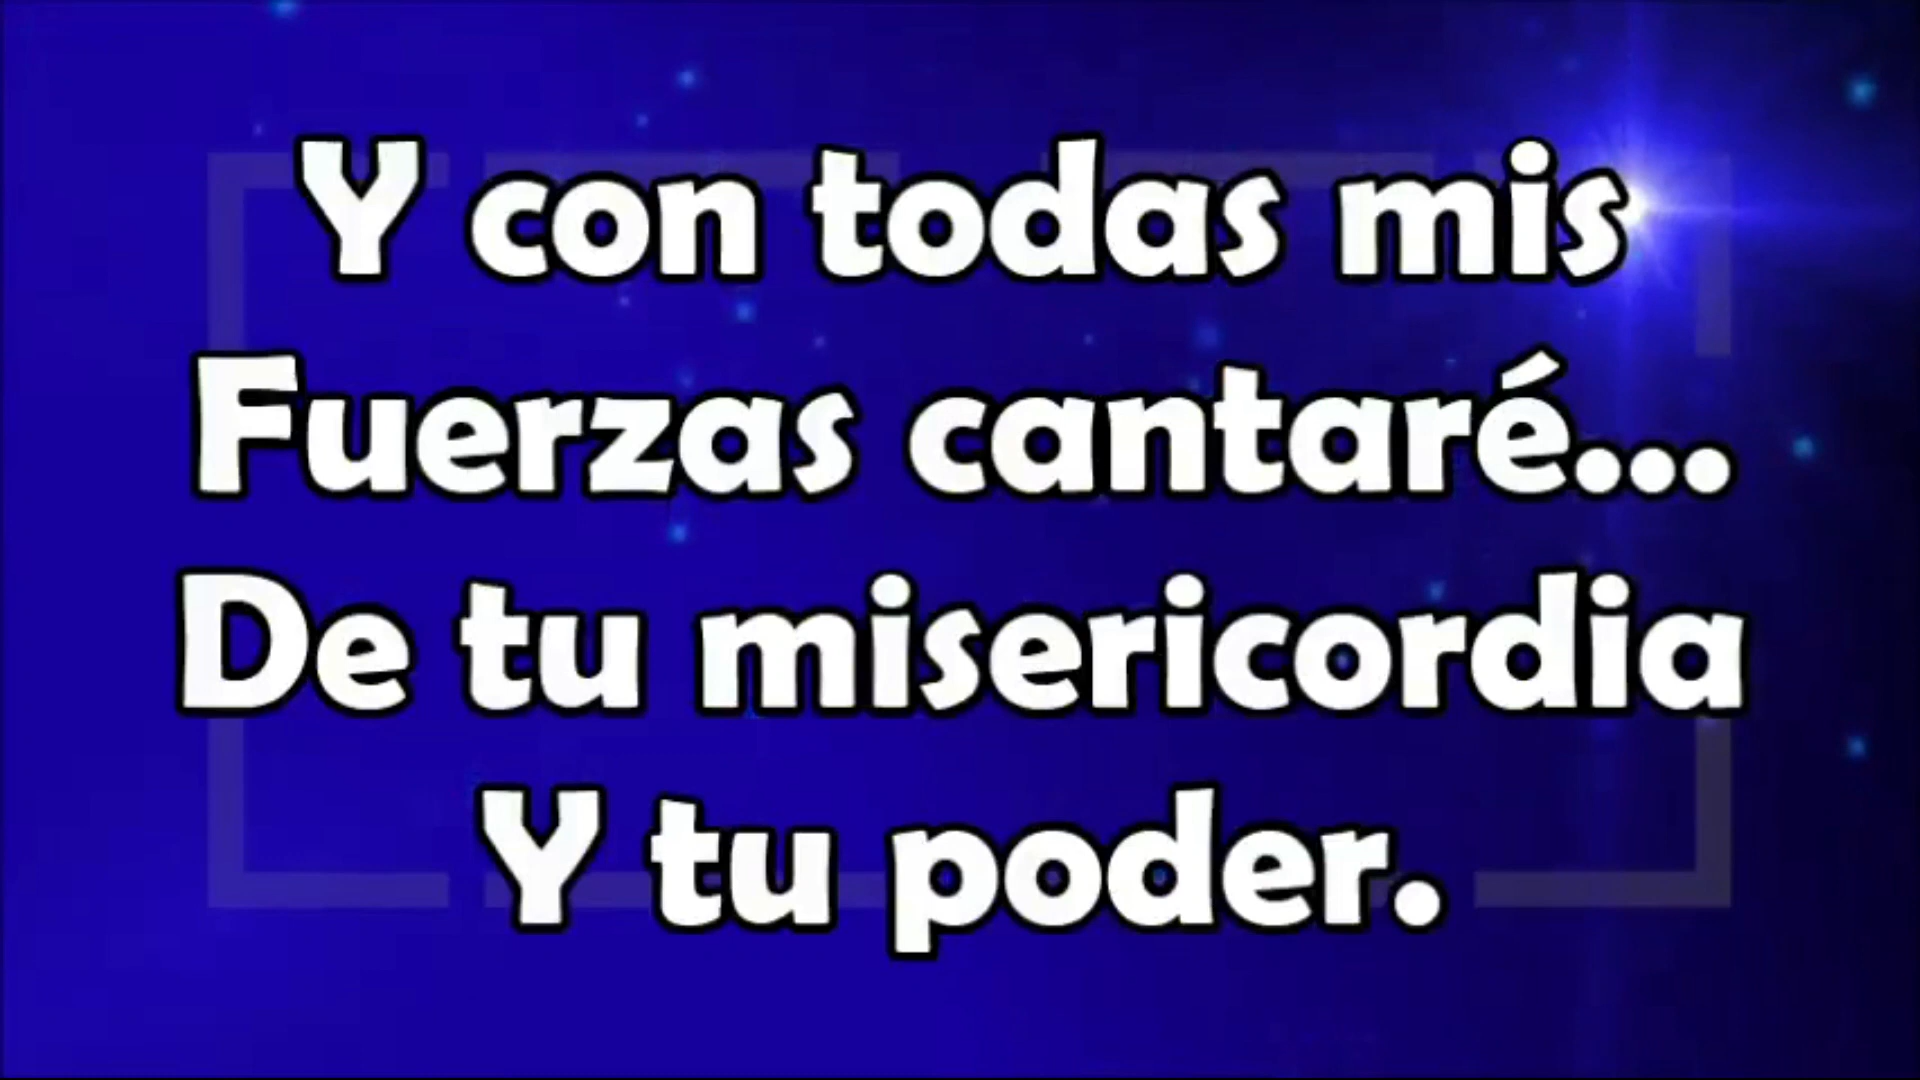 Y con todas mis
Fuerzas cantaré...
De tu misericordia
Y tu poder.